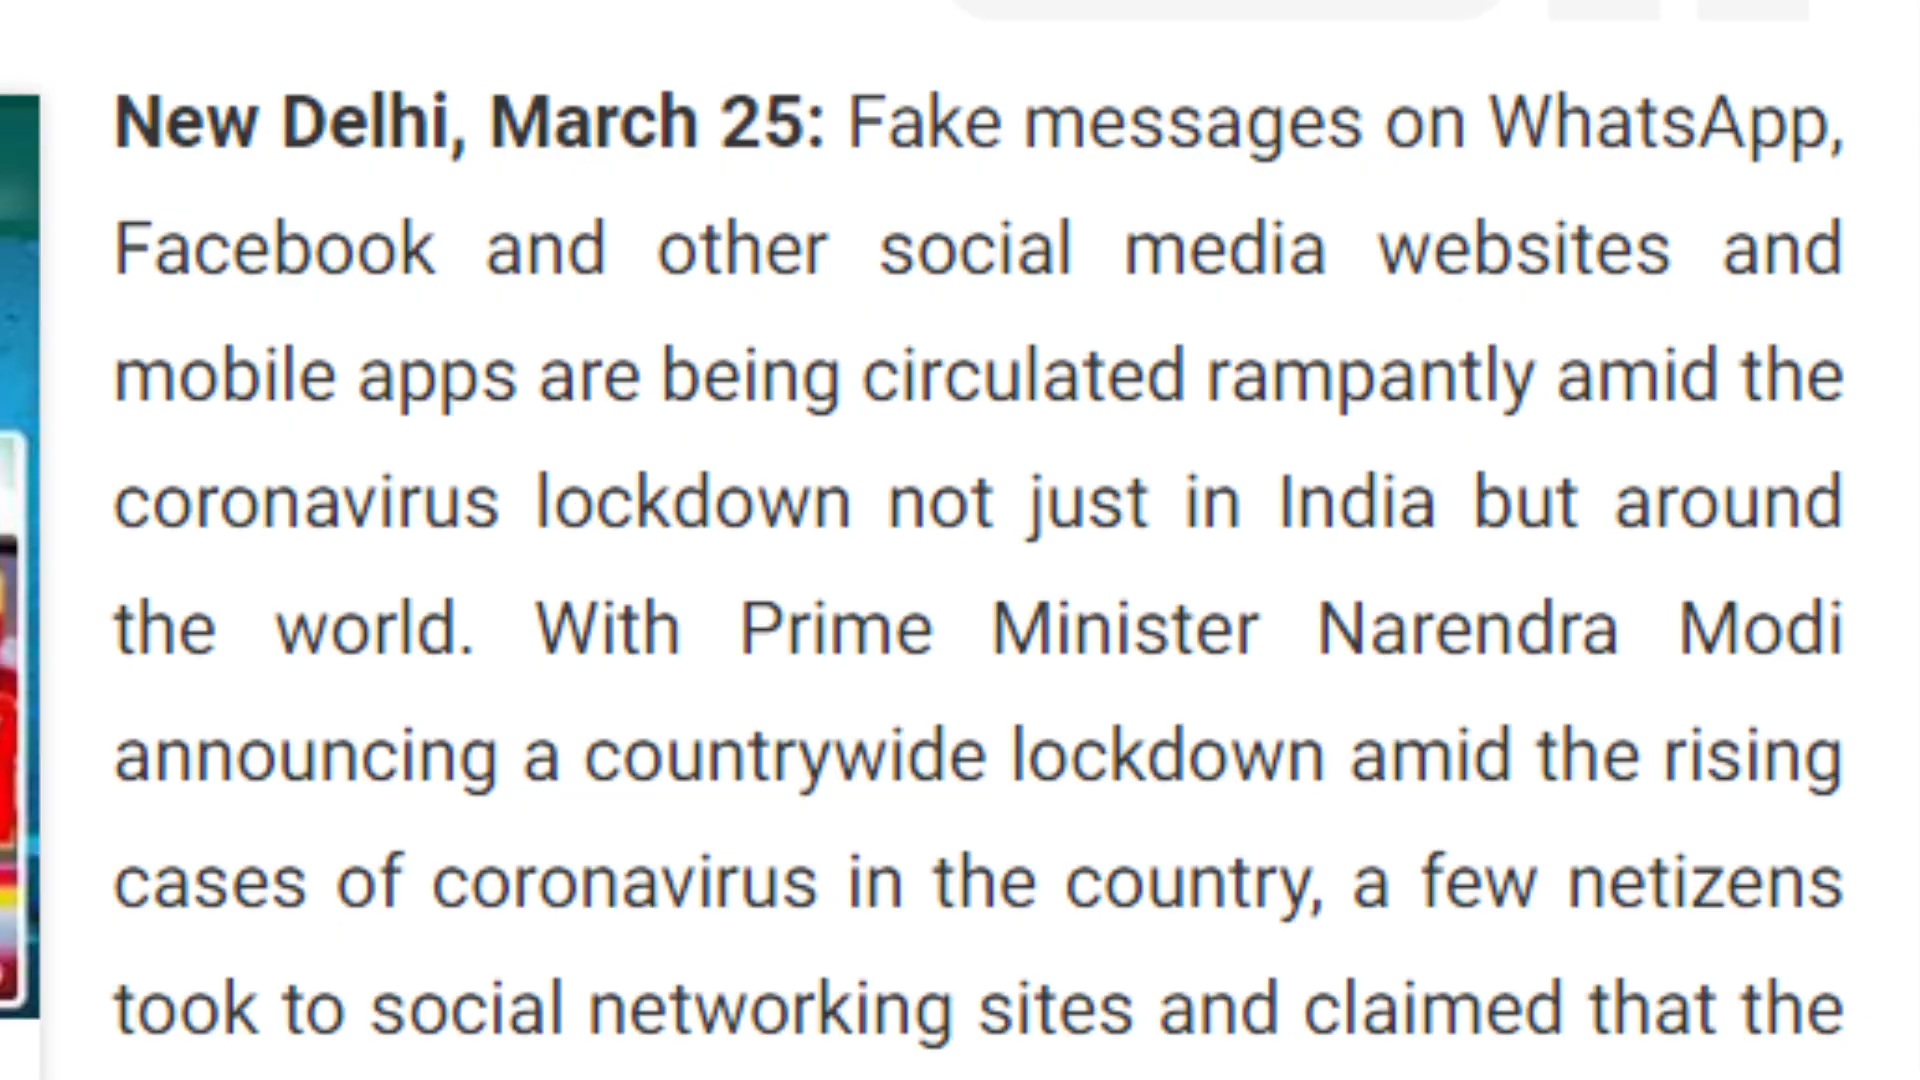 New Delhi, March 25: Fake messages on WhatsApp,
Facebook and other social media websites and
mobile apps are being circulated rampantly amid the
coronavirus lockdown not just in India but around
the world. With Prime Minister Narendra Modi
announcing a countrywide lockdown amid the rising
cases of coronavirus in the country, a few netizens
took to social networking sites and claimed that the